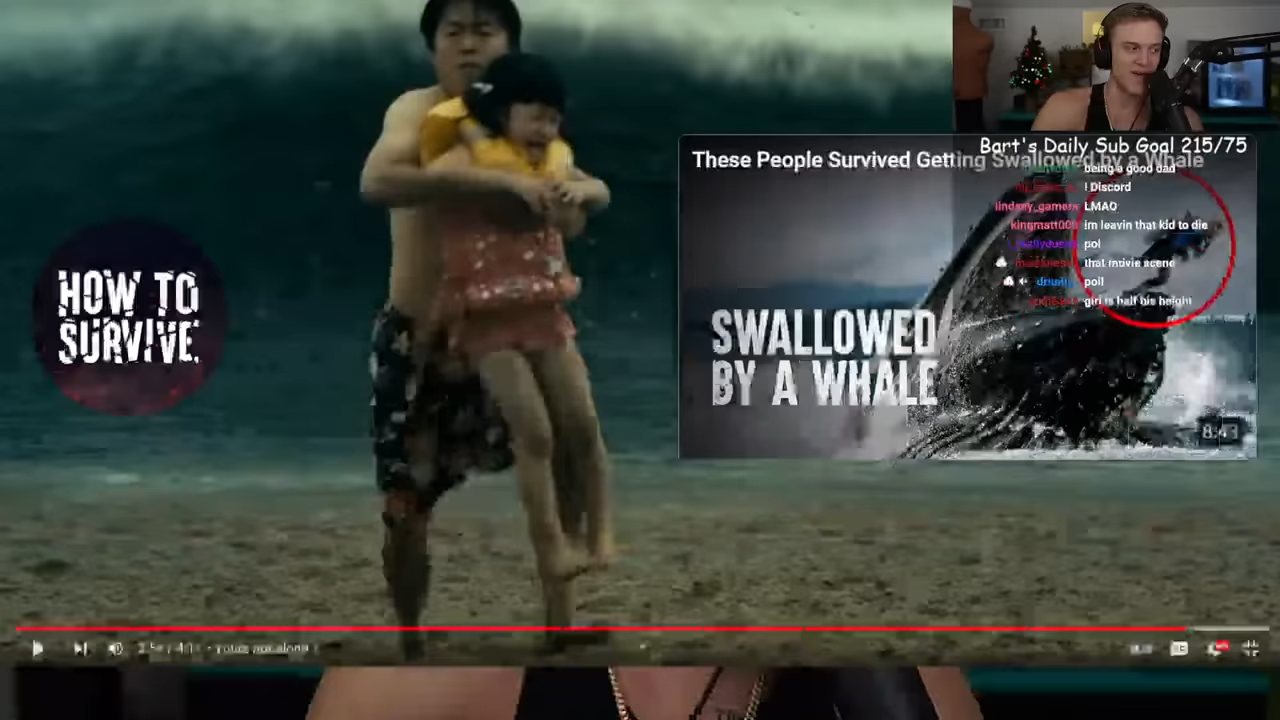 Bart's Daily Sub Goal 215/75
These People Survived Getting Swallowed by a Whale
being a good dad
! Discord
lindsay_gamers LMAO
kingmatt009 im leavin that kid to die
pol
that movie scene
poll
girl is half his height
HOW TO
SURVIVE.
SWALLOWED
BY A WHALE
8:43